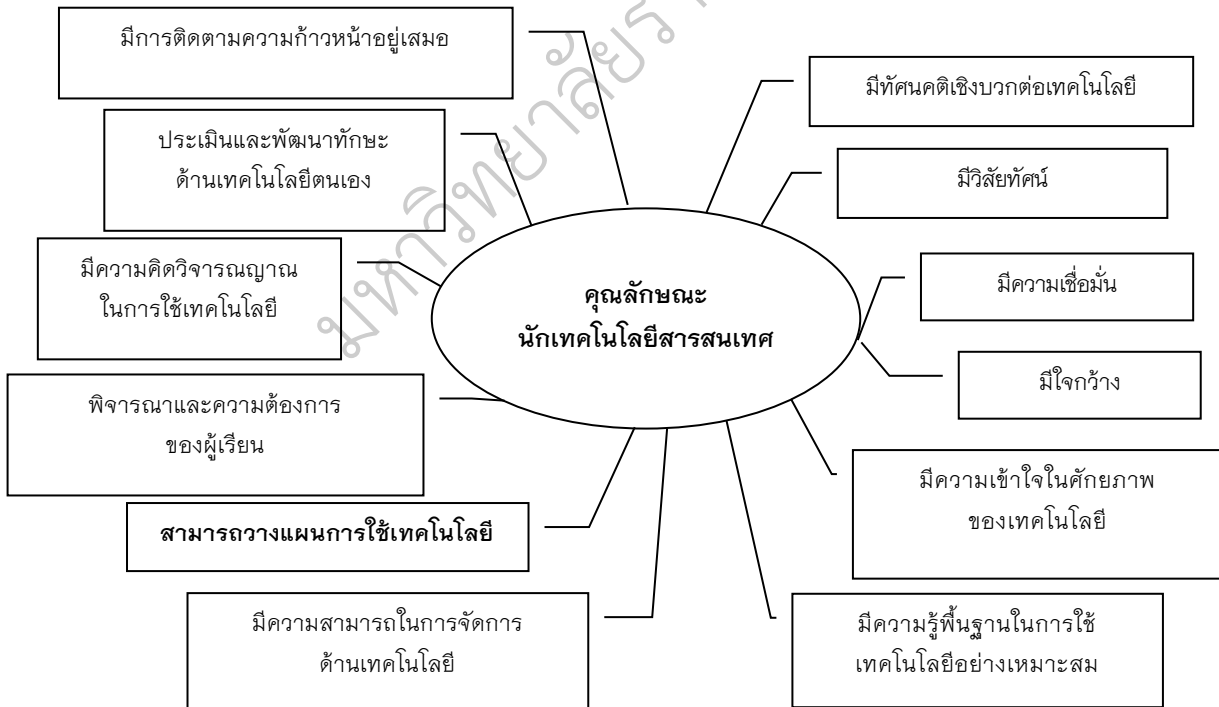 มีการติดตามความก้าวหน้าอยู่เสมอ
มีทัศนคติเชิงบวกต่อเทคโนโลยี
ประเมินและพัฒนาทักษะ
ด้านเทคโนโลยีตนเอง
มีวิสัยทัศน์
มีความคิดวิจารณญาณ
ในการใช้เทคโนโลยี
มีความเชื่อมั่น
คุณลักษณะ
นักเทคโนโลยีสารสนเทศ
มีใจกว้าง
พิจารณาและความต้องการ
ของผู้เรียน
มีความเข้าใจในศักยภาพ
ของเทคโนโลยี
สามารถวางแผนการใช้เทคโนโลยี
มีความสามารถในการจัดการ
ด้านเทคโนโลยี
มีความรู้พื้นฐานในการใช้
เทคโนโลยีอย่างเหมาะสม
มหาวิทยาลัย